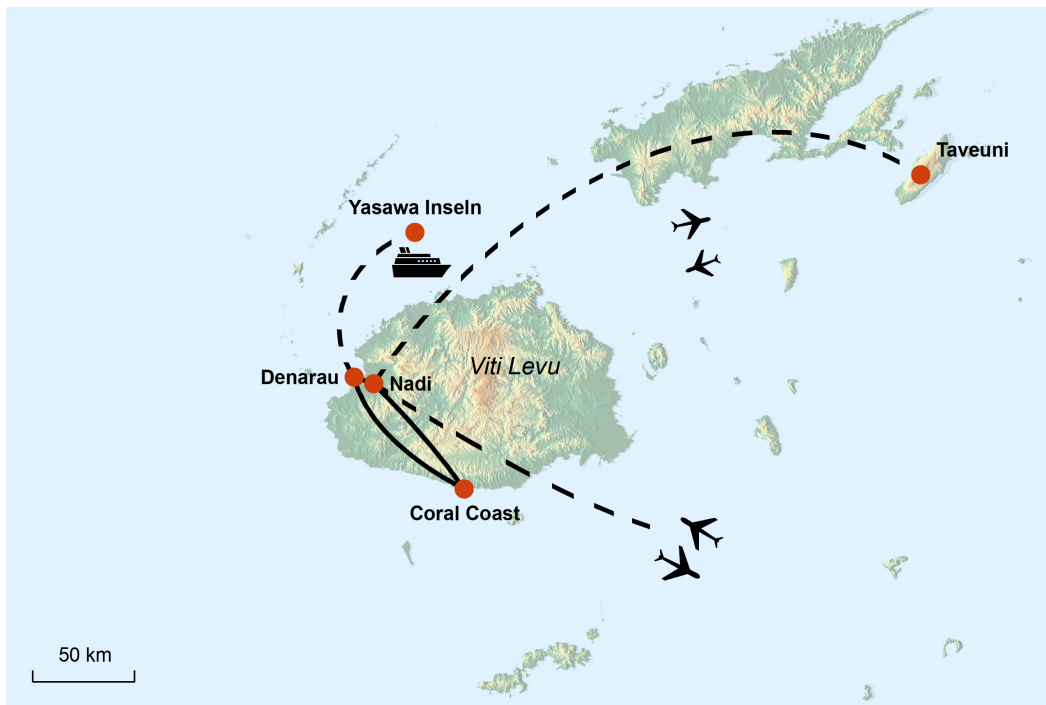 Taveuni
Yasawa Inseln
Viti Levu
Denarau
Nadi
Coral Coast
50 km